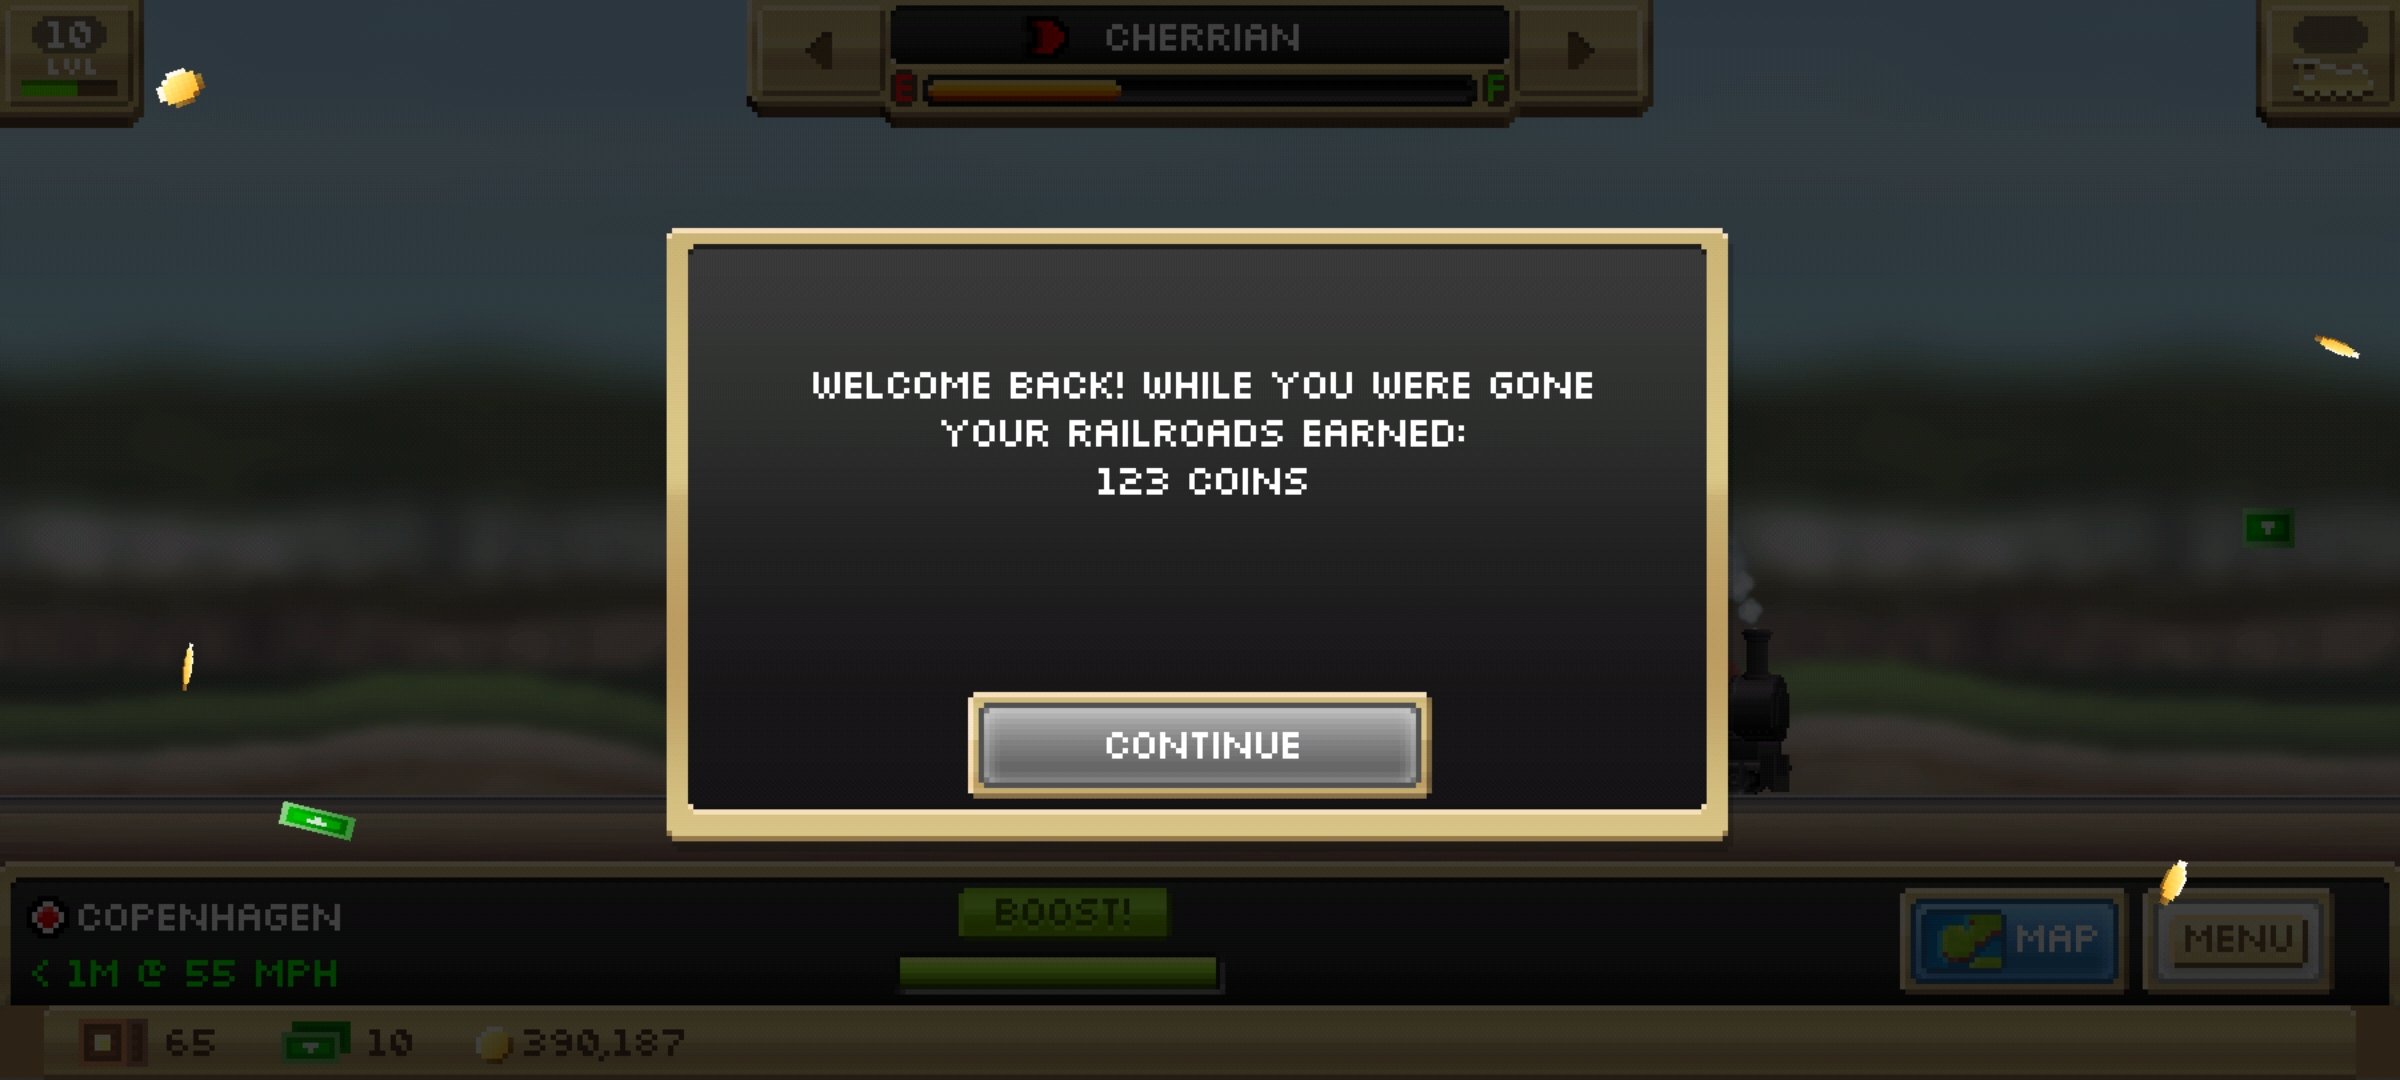 10
LVL
CHERRIAN
E
F
WELCOME BACK! WHILE YOU WERE GONE
YOUR RAILROADS EARNED:
123 COINS
CONTINUE
COPENHAGEN
< 1M @ 55 MPH
BOOST!
MAP
MENU
65
10
390,187